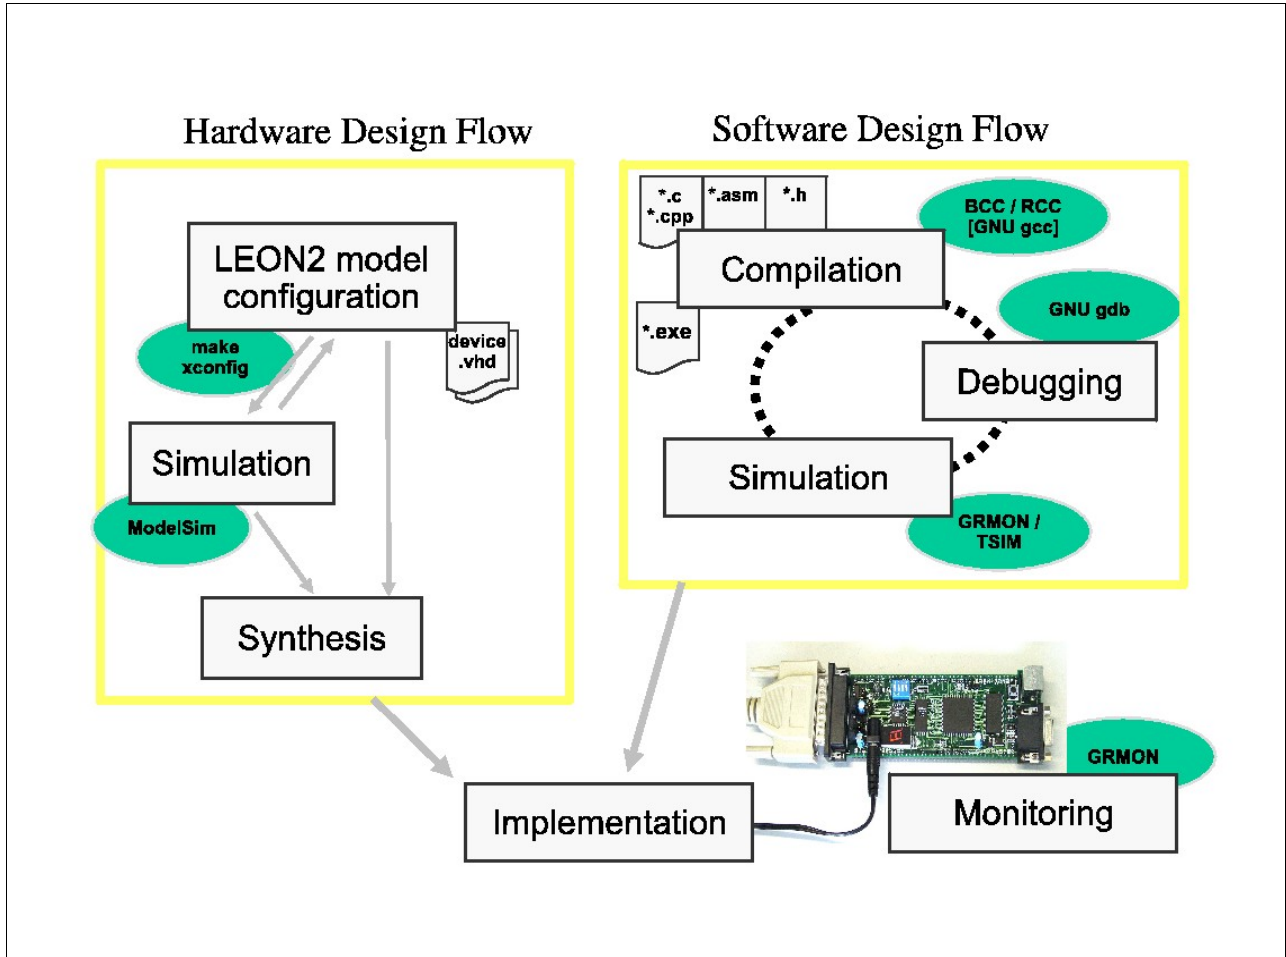 Hardware Design Flow
LEON2 model
configuration
make
xconfig
device
.vhd
Simulation
ModelSim
Synthesis
Software Design Flow
*.c
*.cpp
*.asm
*.h
BCC / RCC
[GNU gcc]
Compilation
GNU gdb
*.exe
Debugging
Simulation
GRMON /
TSIM
GRMON
Implementation
Monitoring